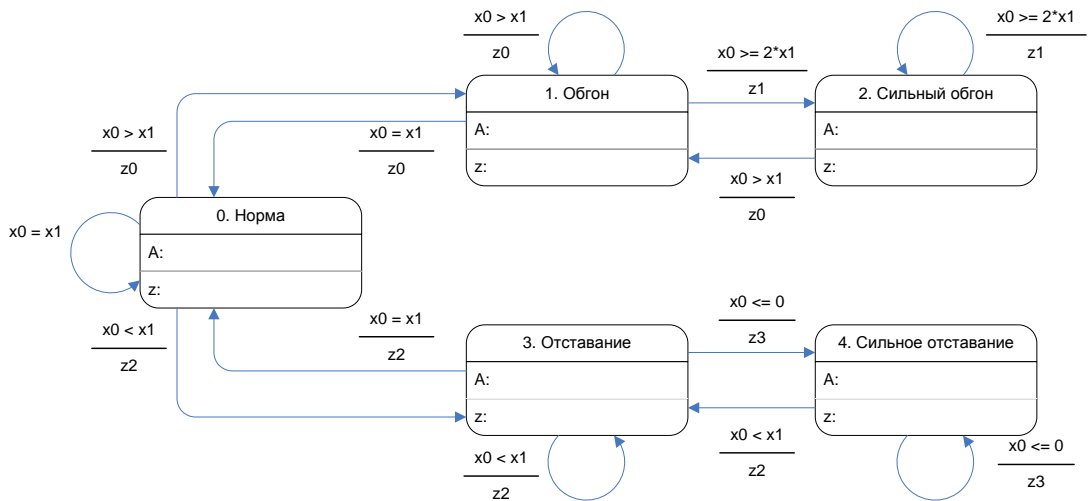 x0 > x1
z0
x0 >= 2*x1
z1
x0 >= 2*x1
z1
1. Обгон
A:
z:
2. Сильный обгон
A:
z:
x0 > x1
z0
x0 = x1
z0
x0 > x1
z0
x0 = x1
0. Норма
A:
z:
x0 < x1
z2
x0 = x1
z2
x0 <= 0
z3
3. Отставание
A:
z:
4. Сильное отставание
A:
z:
x0 < x1
z2
x0 < x1
z2
x0 <= 0
z3